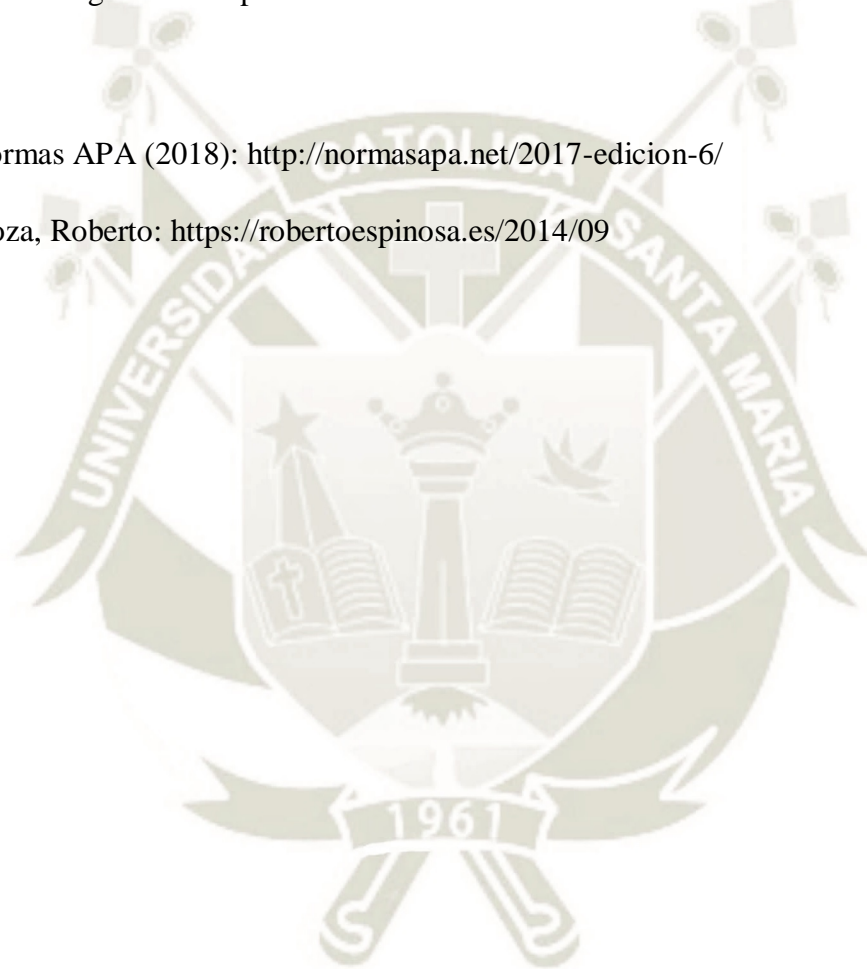 ormas APA (2018): http://normasapa.net/2017-edicion-6/
oza, Roberto: https://robertoespinosa.es/2014/09
UNIVERSIDAD CATOLICA SANTA MARIA
1961